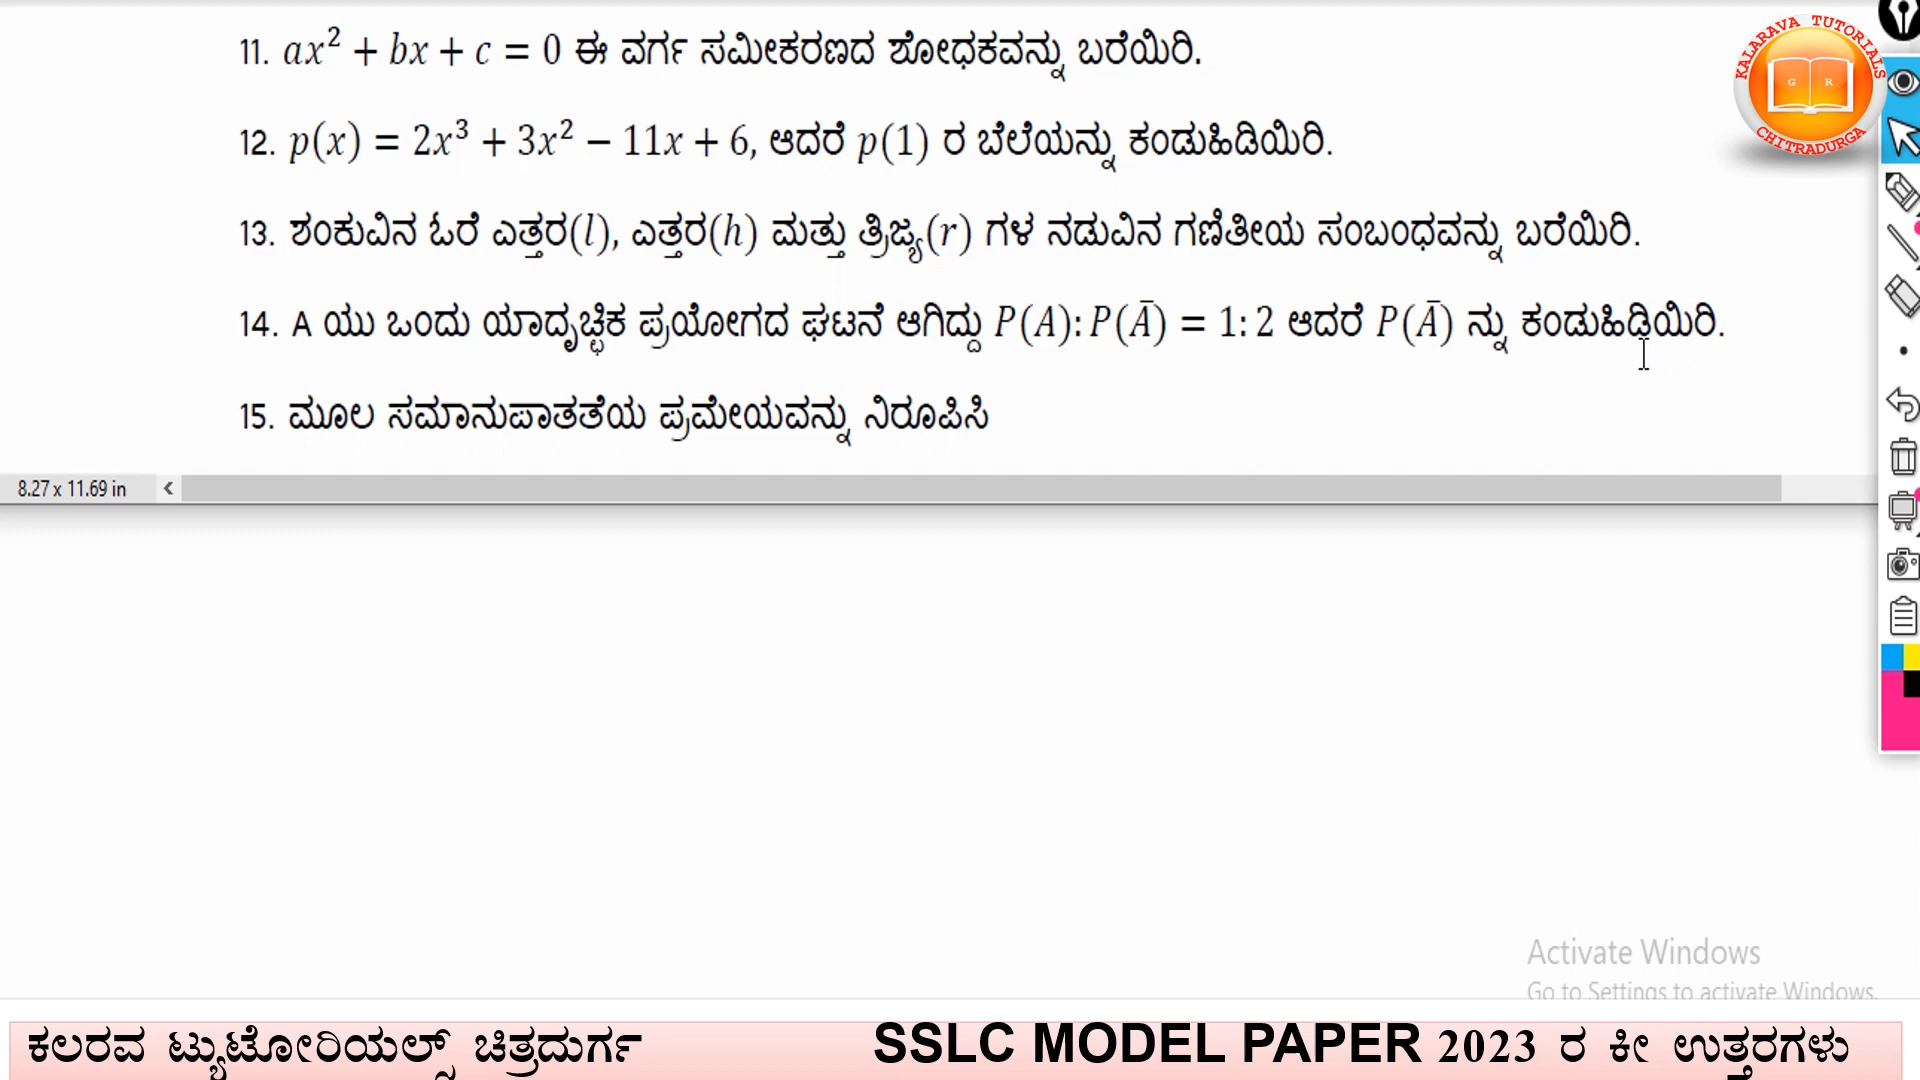 11. ax² + bx + c = 0 ಈ ವರ್ಗ ಸಮೀಕರಣದ ಶೋಧಕವನ್ನು ಬರೆಯಿರಿ.
12. p(x) = 2x³ + 3x² − 11x + 6, ಆದರೆ p(1) ರ ಬೆಲೆಯನ್ನು ಕಂಡುಹಿಡಿಯಿರಿ.
13. ಶಂಕುವಿನ ಓರೆ ಎತ್ತರ(l), ಎತ್ತರ(h) ಮತ್ತು ತ್ರಿಜ್ಯ(r) ಗಳ ನಡುವಿನ ಗಣಿತೀಯ ಸಂಬಂಧವನ್ನು ಬರೆಯಿರಿ.
14. A ಯು ಒಂದು ಯಾದೃಚ್ಛಿಕ ಪ್ರಯೋಗದ ಘಟನೆ ಆಗಿದ್ದು P(A): P(Ā) = 1: 2 ಆದರೆ P(Ā) ನ್ನು ಕಂಡುಹಿಡಿಯಿರಿ.
15. ಮೂಲ ಸಮಾನುಪಾತತೆಯ ಪ್ರಮೇಯವನ್ನು ನಿರೂಪಿಸಿ
KALARAVA TUTORIALS
G R
CHITRADURGA
8.27 x 11.69 in
Activate Windows
Go to Settings to activate Windows.
ಕಲರವ ಟ್ಯುಟೋರಿಯಲ್ಸ್ ಚಿತ್ರದುರ್ಗ SSLC MODEL PAPER 2023 ರ ಕೀ ಉತ್ತರಗಳು